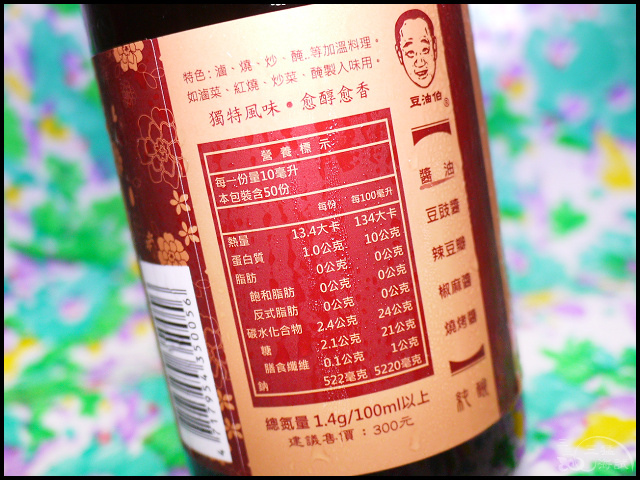 特色：滷、燒、炒、醃..等加溫料理。
如滷菜、紅燒、炒菜、醃製入味用。
獨特風味・愈醇愈香
豆油伯®
營養標示
每一份量10毫升
本包裝含50份
每份 每100毫升
熱量 13.4大卡 134大卡
蛋白質 1.0公克 10公克
脂肪 0公克 0公克
飽和脂肪 0公克 0公克
反式脂肪 0公克 0公克
碳水化合物 2.4公克 24公克
糖 2.1公克 21公克
膳食纖維 0.1公克 1公克
鈉 522毫克 5220毫克
總氮量 1.4g/100ml以上
建議售價：300元
醬油
豆豉醬
辣豆瓣
椒麻醬
燒烤醬
4 717954 350056